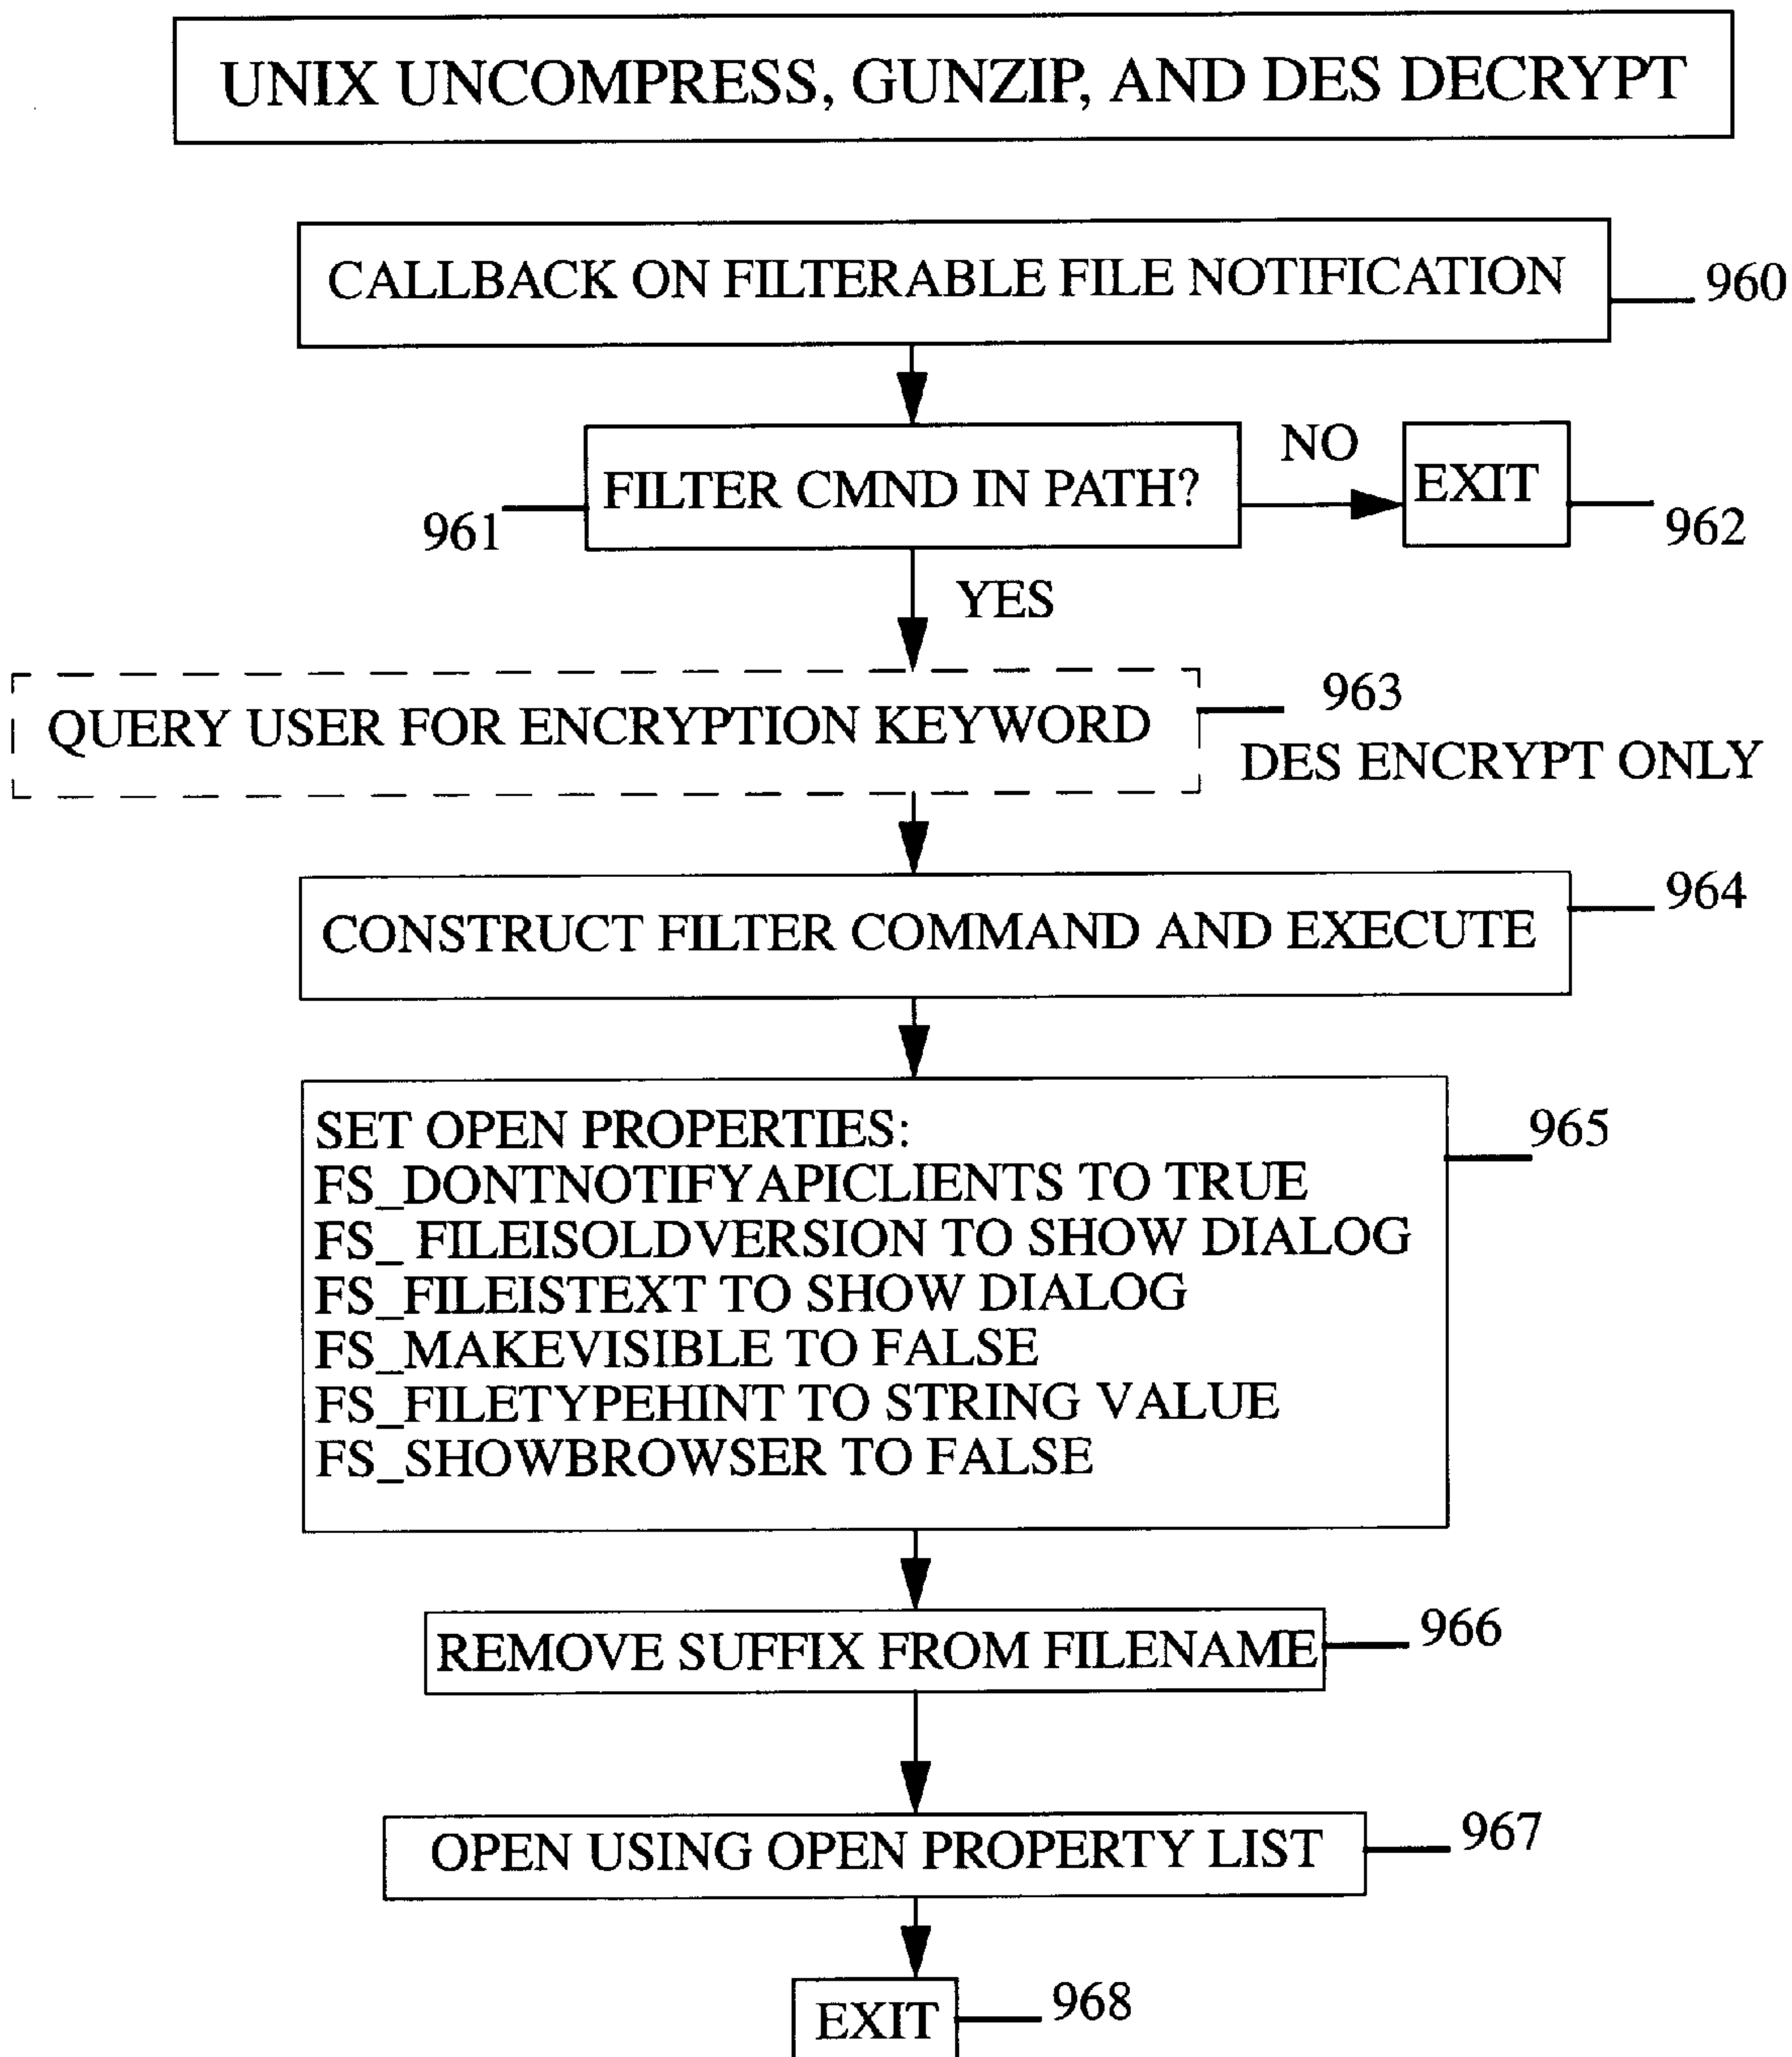 UNIX UNCOMPRESS, GUNZIP, AND DES DECRYPT
CALLBACK ON FILTERABLE FILE NOTIFICATION
960
FILTER CMND IN PATH?
NO
EXIT
961
962
YES
QUERY USER FOR ENCRYPTION KEYWORD
963
DES ENCRYPT ONLY
CONSTRUCT FILTER COMMAND AND EXECUTE
964
SET OPEN PROPERTIES:
FS_DONTNOTIFYAPICLIENTS TO TRUE
FS_ FILEISOLDVERSION TO SHOW DIALOG
FS_FILEISTEXT TO SHOW DIALOG
FS_MAKEVISIBLE TO FALSE
FS_FILETYPEHINT TO STRING VALUE
FS_SHOWBROWSER TO FALSE
965
REMOVE SUFFIX FROM FILENAME
966
OPEN USING OPEN PROPERTY LIST
967
EXIT
968